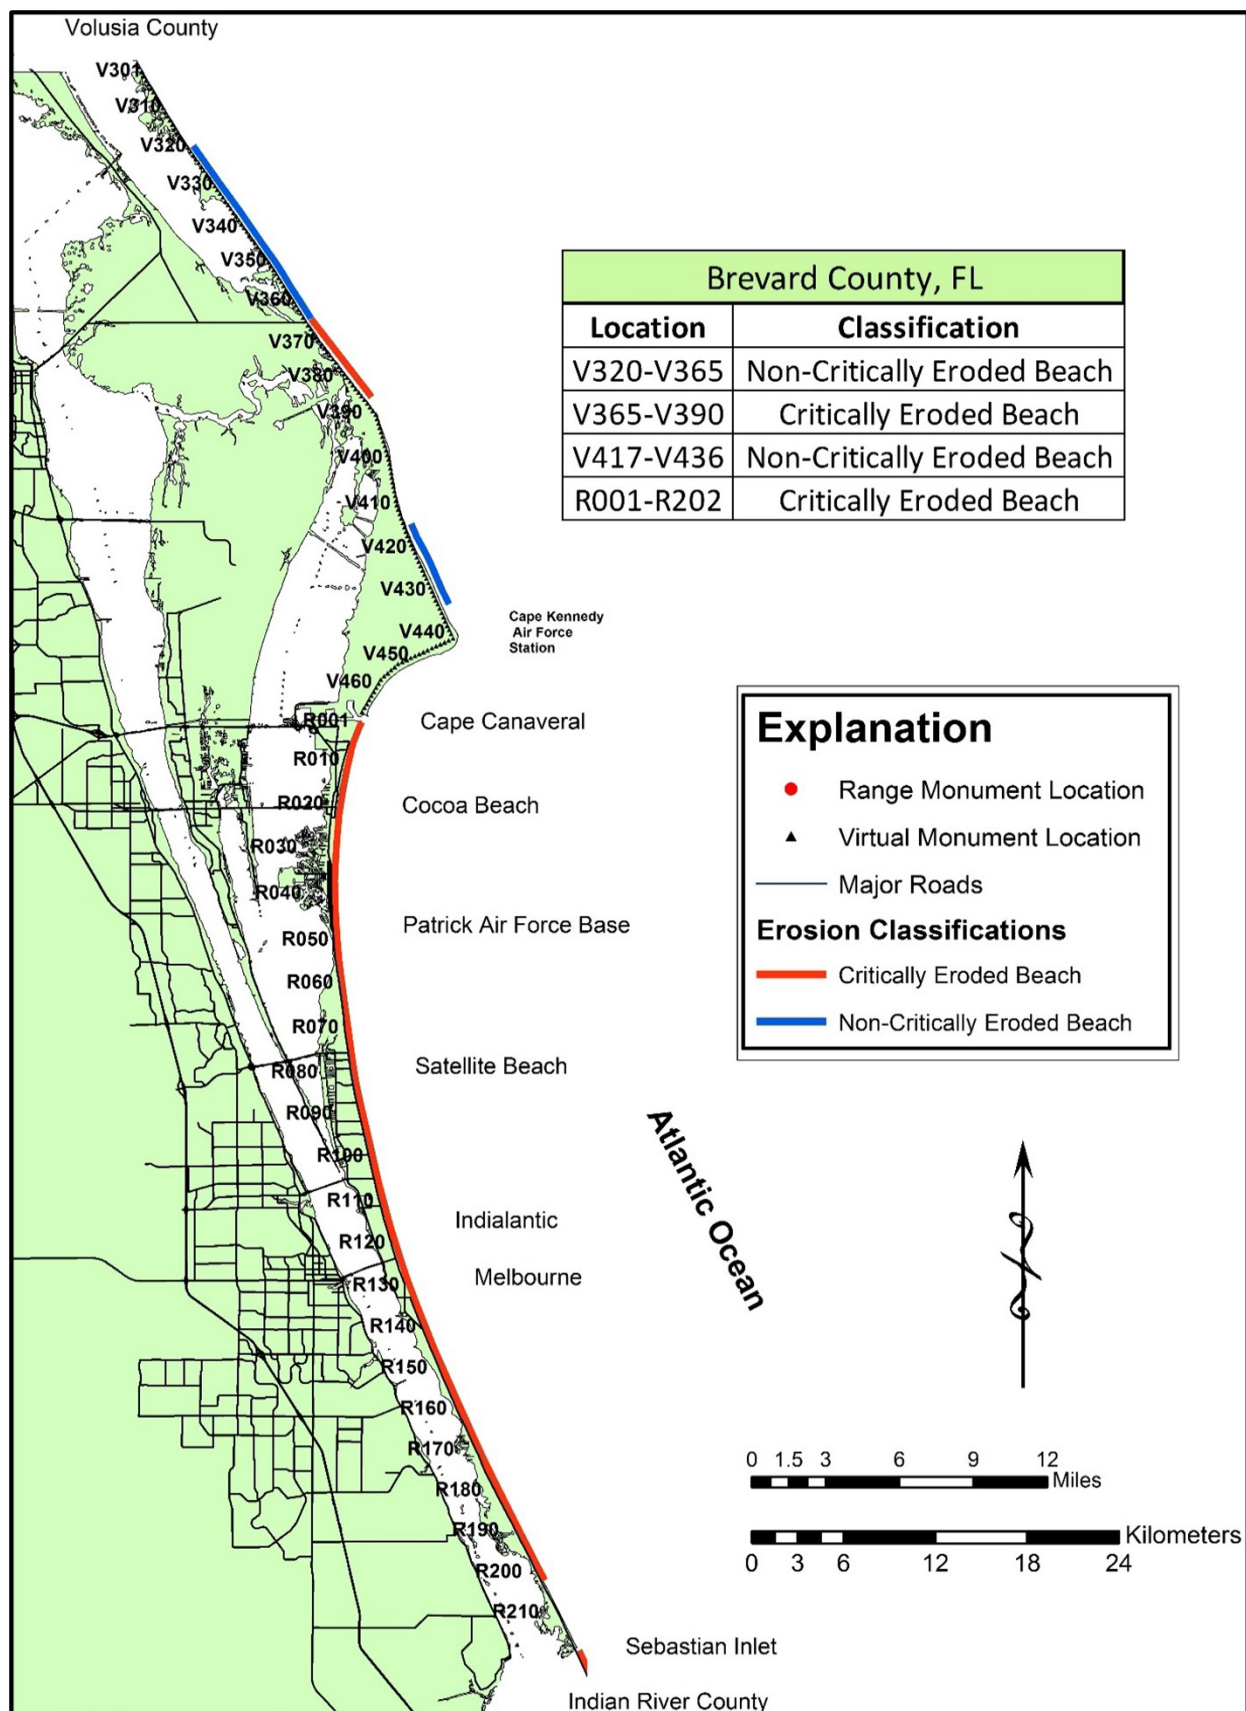 Volusia County
V301
V310
V320
V330
V340
V350
V360
V370
V380
V390
V400
V410
V420
V430
V440
V450
V460
Brevard County, FL
Location Classification
V320-V365 Non-Critically Eroded Beach
V365-V390 Critically Eroded Beach
V417-V436 Non-Critically Eroded Beach
R001-R202 Critically Eroded Beach
Cape Kennedy
Air Force
Station
R001
Cape Canaveral
R010
R020
Cocoa Beach
R030
R040
Patrick Air Force Base
R050
R060
R070
Satellite Beach
R080
R090
R100
R110
Indialantic
R120
Melbourne
R130
R140
R150
R160
R170
R180
R190
R200
R210
Sebastian Inlet
Indian River County
Explanation
Range Monument Location
Virtual Monument Location
Major Roads
Erosion Classifications
Critically Eroded Beach
Non-Critically Eroded Beach
Atlantic Ocean
0 1.5 3 6 9 12
Miles
Kilometers
0 3 6 12 18 24